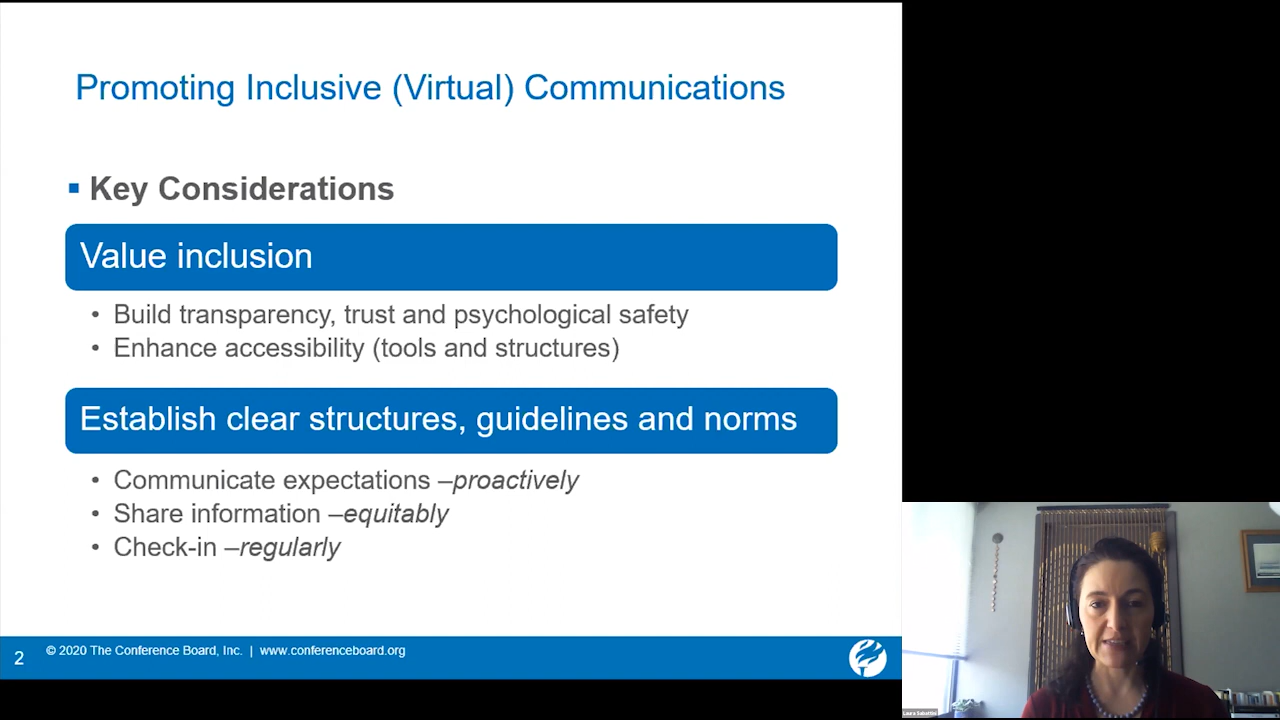 Promoting Inclusive (Virtual) Communications
Key Considerations
Value inclusion
• Build transparency, trust and psychological safety
• Enhance accessibility (tools and structures)
Establish clear structures, guidelines and norms
• Communicate expectations –proactively
• Share information –equitably
• Check-in –regularly
2
© 2020 The Conference Board, Inc. | www.conferenceboard.org